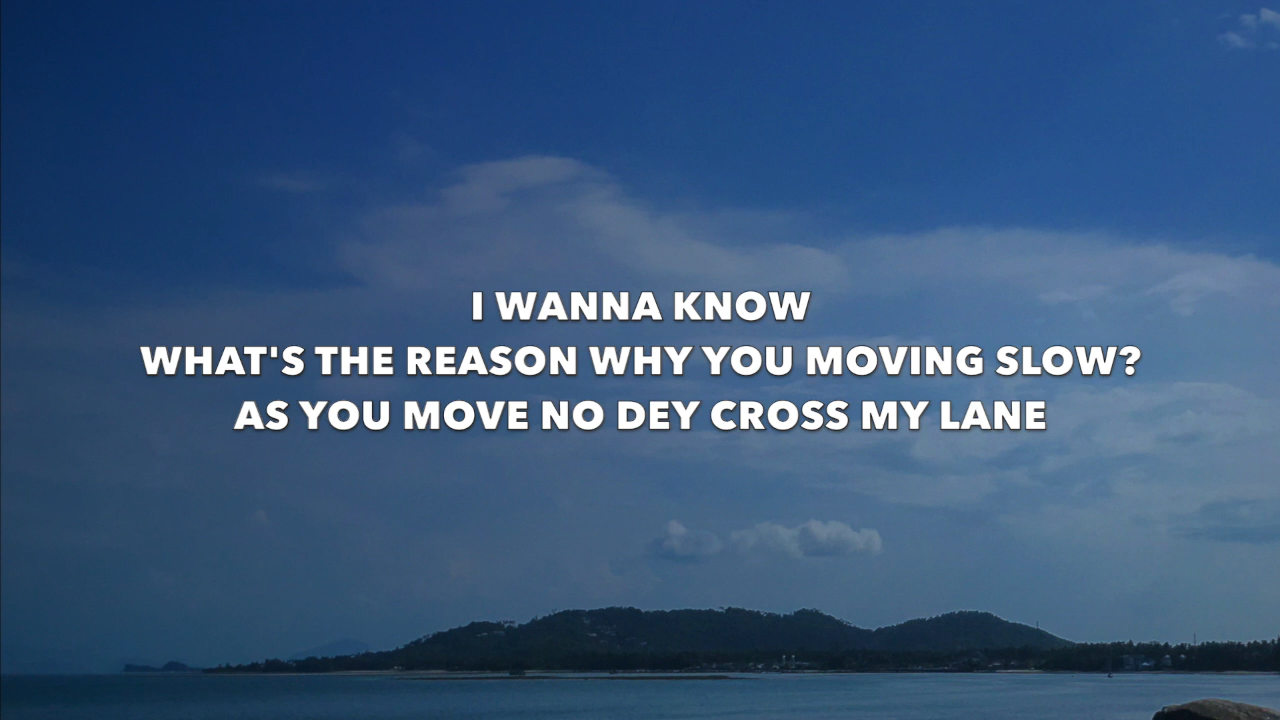 I WANNA KNOW
WHAT'S THE REASON WHY YOU MOVING SLOW?
AS YOU MOVE NO DEY CROSS MY LANE